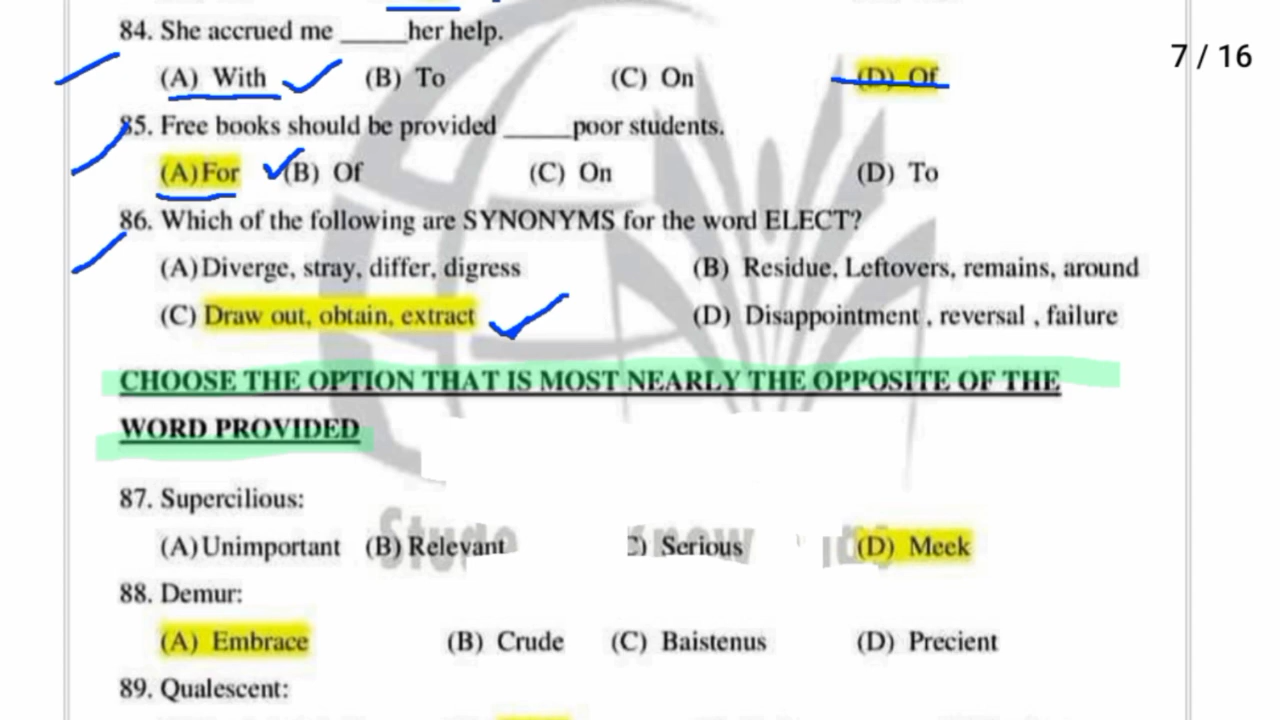 84. She accrued me _____her help.
7 / 16
(A) With (B) To (C) On (D) Of
85. Free books should be provided _____poor students.
(A)For (B) Of (C) On (D) To
86. Which of the following are SYNONYMS for the word ELECT?
(A)Diverge, stray, differ, digress (B) Residue, Leftovers, remains, around
(C) Draw out, obtain, extract (D) Disappointment , reversal , failure
CHOOSE THE OPTION THAT IS MOST NEARLY THE OPPOSITE OF THE
WORD PROVIDED
87. Supercilious:
(A)Unimportant (B) Relevant C) Serious (D) Meek
88. Demur:
(A) Embrace (B) Crude (C) Baistenus (D) Precient
89. Qualescent: